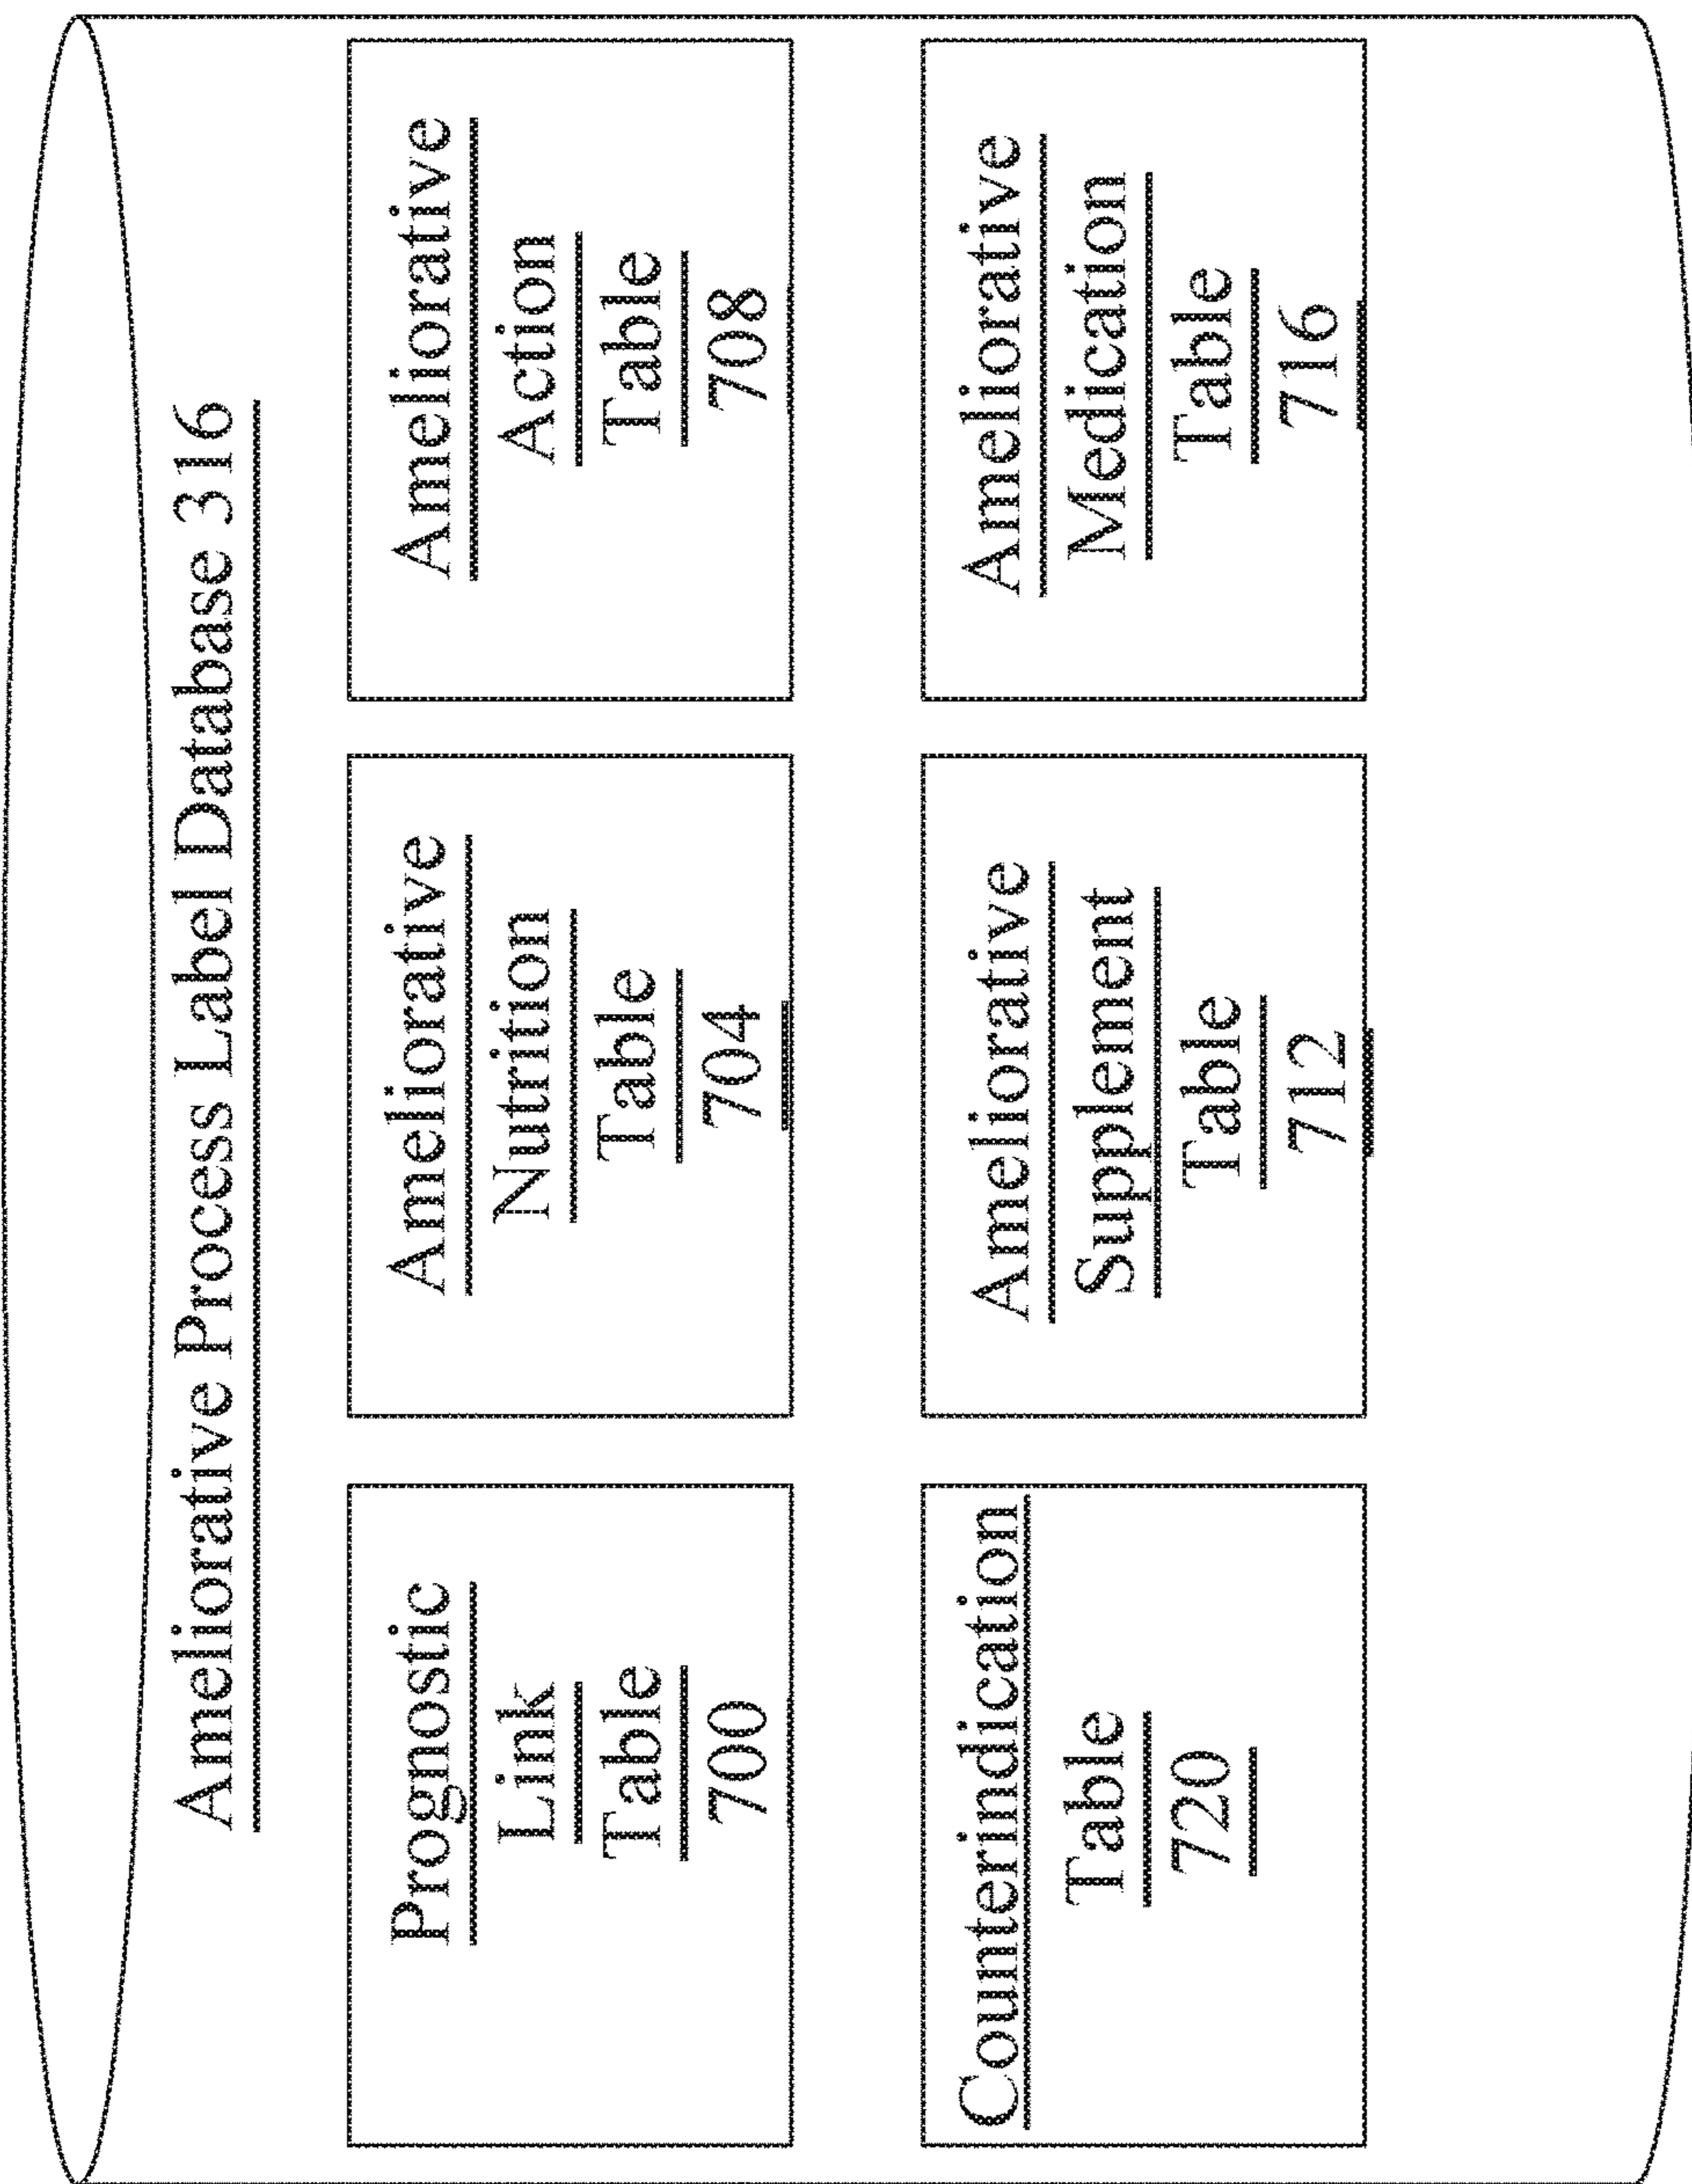 Ameliorative Process Label Database 316
Prognostic
Link
Table
700
Ameliorative
Nutrition
Table
704
Ameliorative
Action
Table
708
Counterindication
Table
720
Ameliorative
Supplement
Table
712
Ameliorative
Medication
Table
716